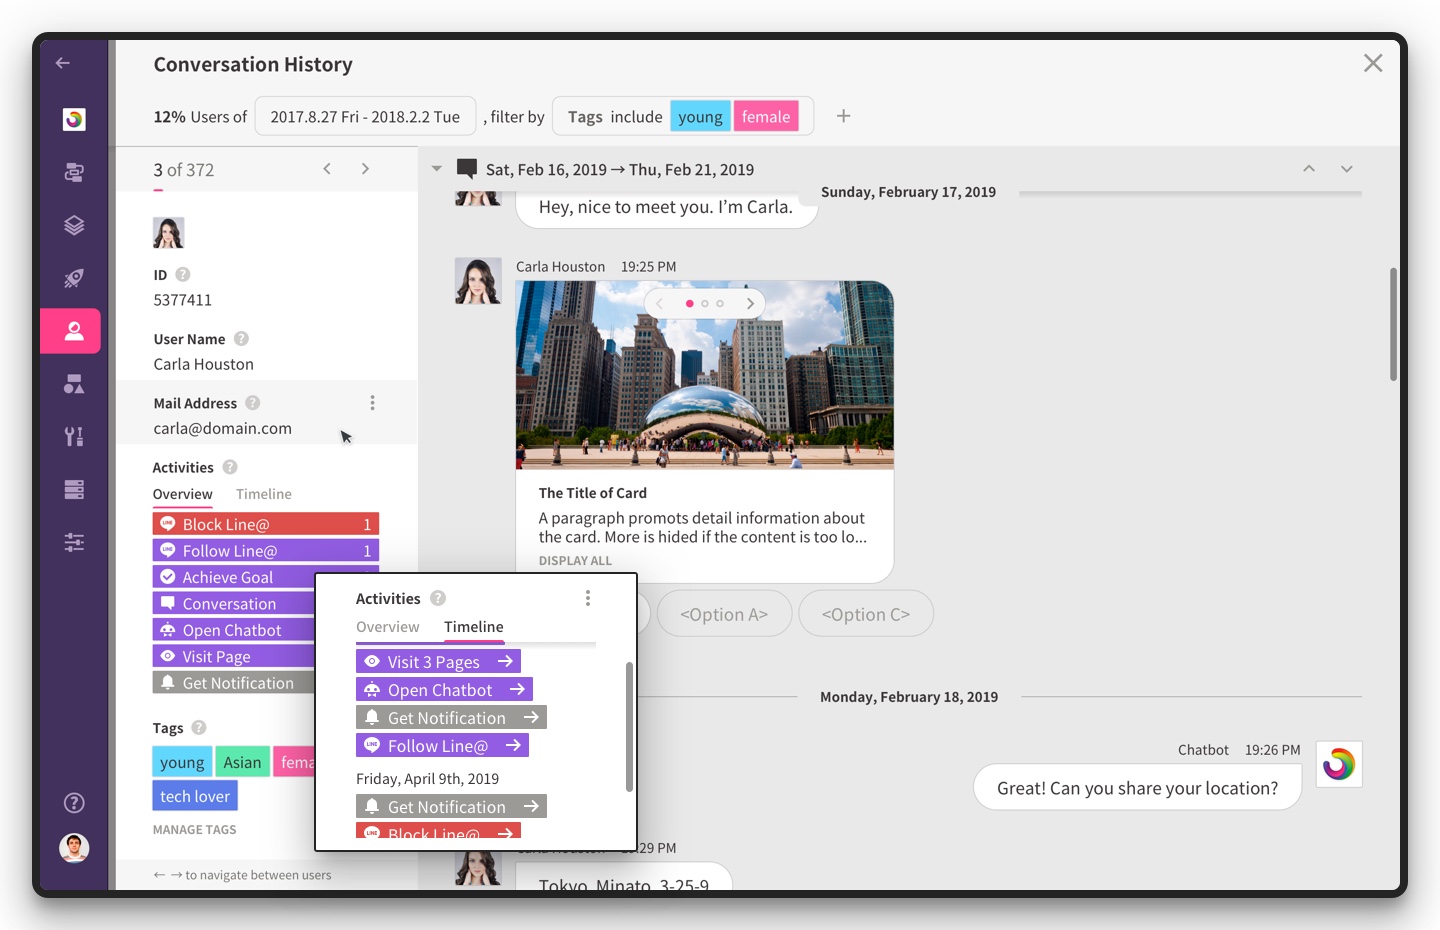 Conversation History
12% Users of 2017.8.27 Fri - 2018.2.2 Tue , filter by Tags include young female
3 of 372
ID
5377411
User Name
Carla Houston
Mail Address
carla@domain.com
Activities
Overview Timeline
Block Line@ 1
Follow Line@ 1
Achieve Goal
Conversation
Open Chatbot
Visit Page
Get Notification
Tags
young Asian fema
tech lover
MANAGE TAGS
← → to navigate between users
Activities
Overview Timeline
Visit 3 Pages
Open Chatbot
Get Notification
Follow Line@
Friday, April 9th, 2019
Get Notification
Block Line@
Sat, Feb 16, 2019 → Thu, Feb 21, 2019
Sunday, February 17, 2019
Hey, nice to meet you. I'm Carla.
Carla Houston 19:25 PM
The Title of Card
A paragraph promots detail information about
the card. More is hided if the content is too lo...
DISPLAY ALL
<Option A> <Option C>
Monday, February 18, 2019
Chatbot 19:26 PM
Great! Can you share your location?
:29 PM
Tokyo, Minato, 3-25-9